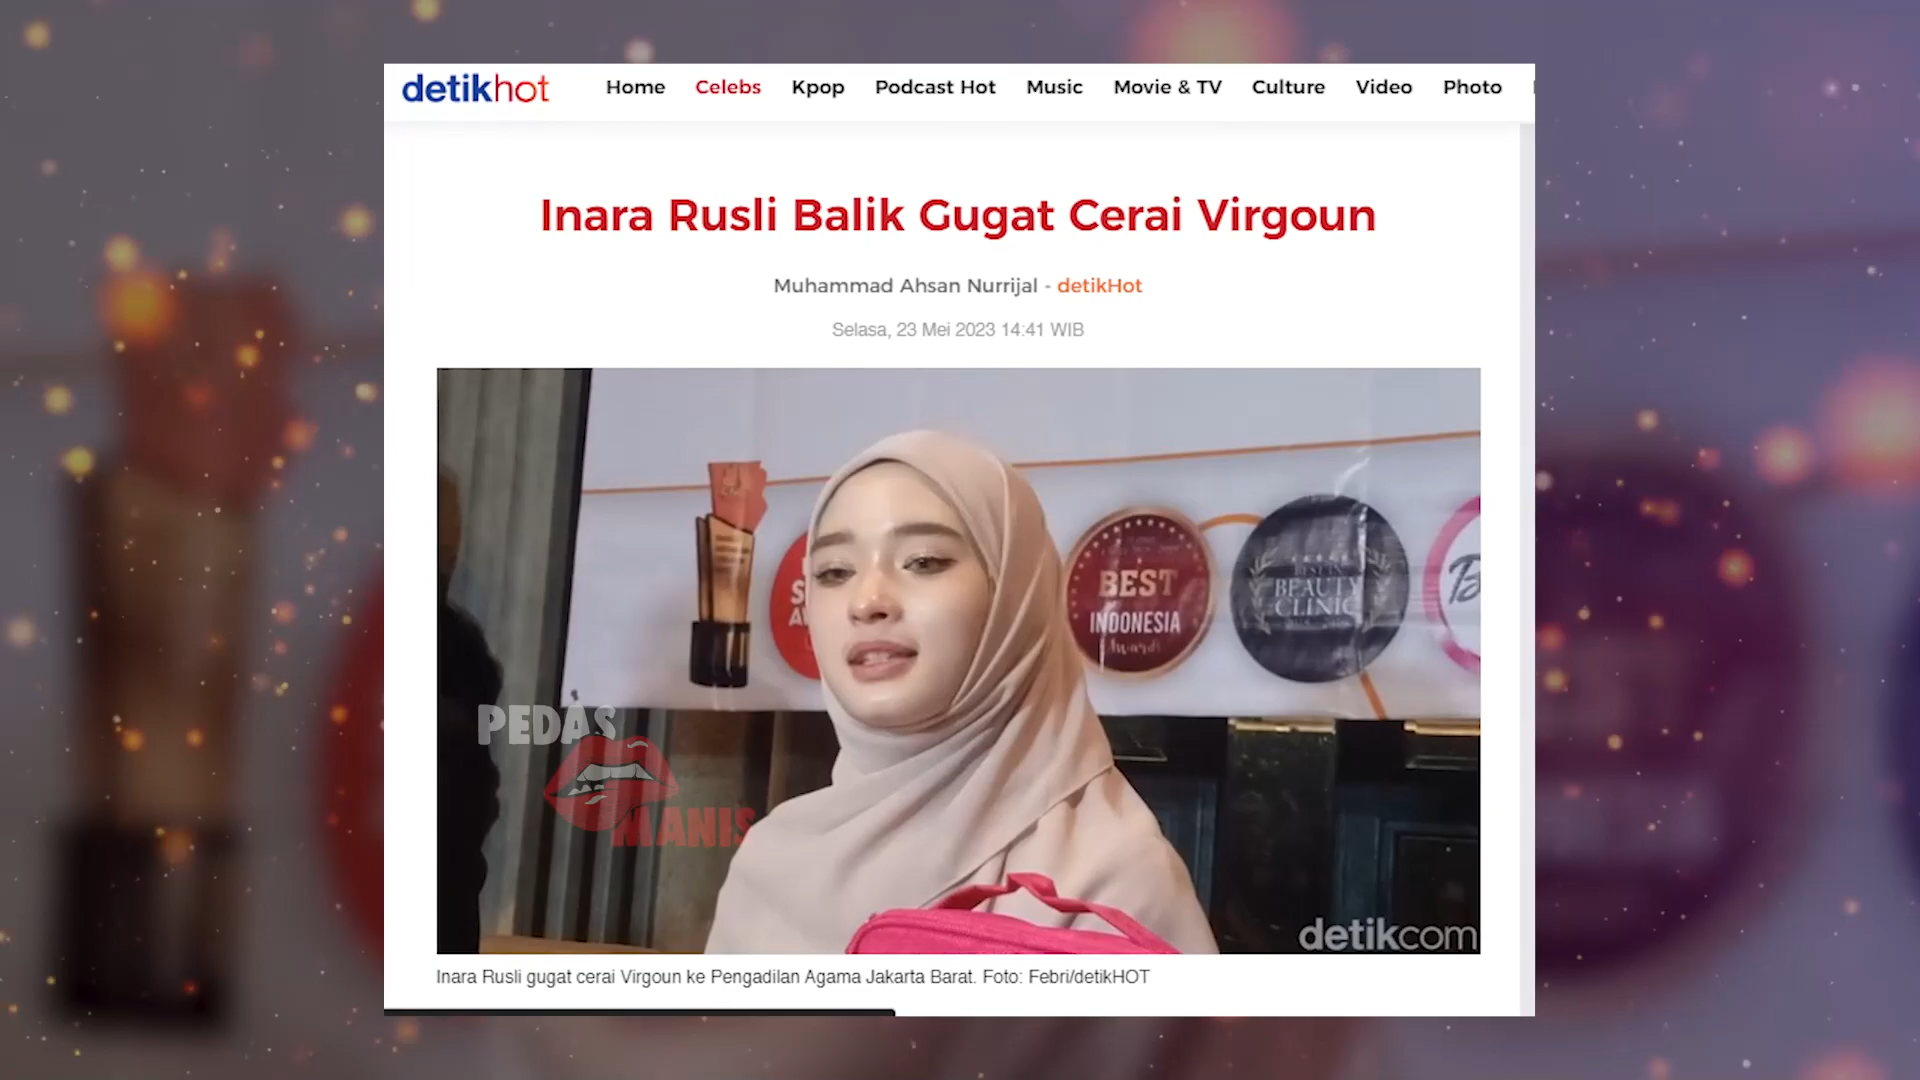 detikhot
Home Celebs Kpop Podcast Hot Music Movie & TV Culture Video Photo
Inara Rusli Balik Gugat Cerai Virgoun
Muhammad Ahsan Nurrijal - detikHot
Selasa, 23 Mei 2023 14:41 WIB
BEST
INDONESIA
Awards
BEAUTY
CLINIC
PEDAS
MANIS
detikcom
Inara Rusli gugat cerai Virgoun ke Pengadilan Agama Jakarta Barat. Foto: Febri/detikHOT